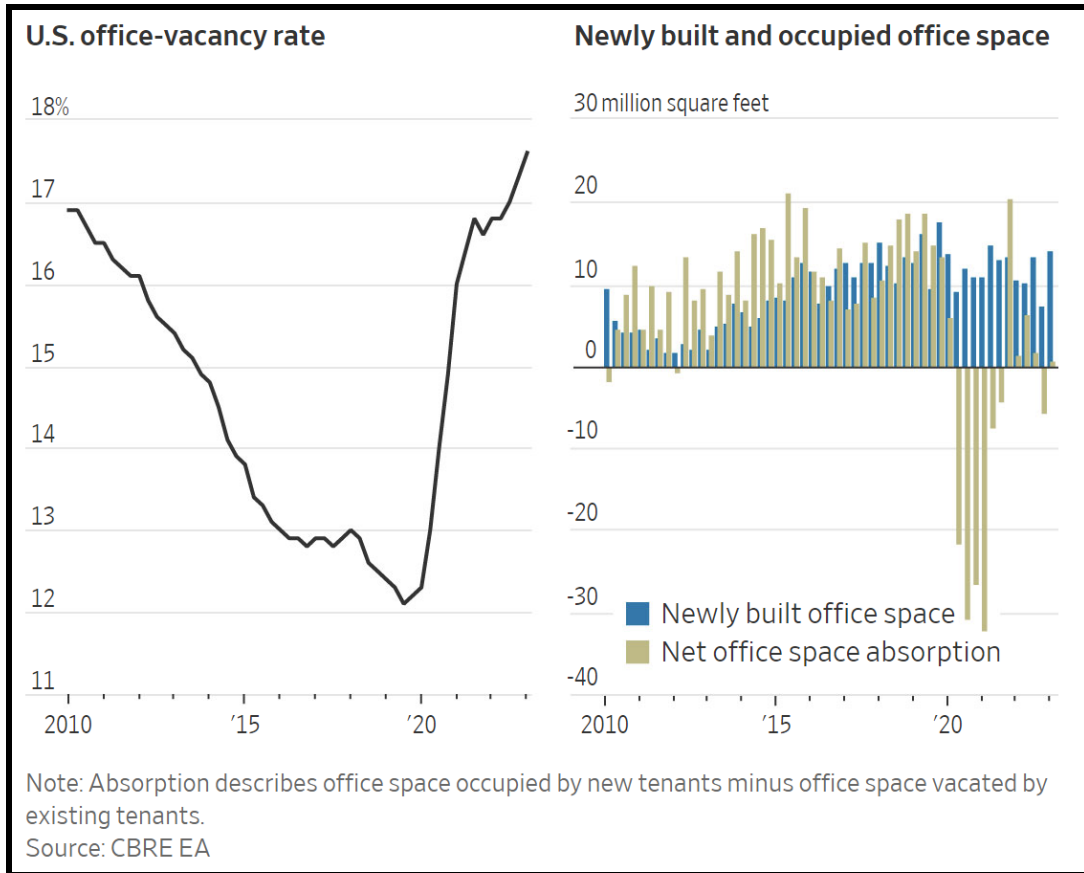 U.S. office-vacancy rate
18%
17
16
15
14
13
12
11
2010
'15
'20
Newly built and occupied office space
30 million square feet
20
10
0
-10
-20
-30
-40
Newly built office space
Net office space absorption
2010
'15
'20
Note: Absorption describes office space occupied by new tenants minus office space vacated by
existing tenants.
Source: CBRE EA